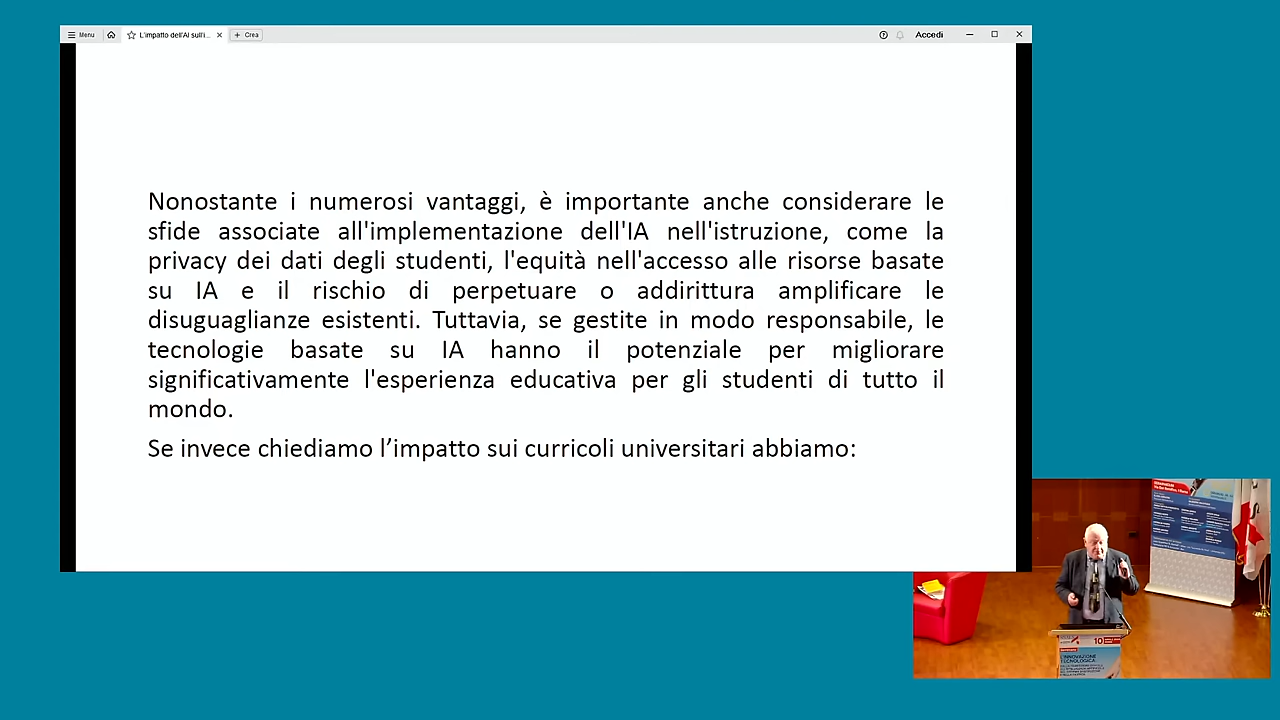 Menu
L'impatto dell'AI sull'i...
Crea
Accedi
Nonostante i numerosi vantaggi, è importante anche considerare le
sfide associate all'implementazione dell'IA nell'istruzione, come la
privacy dei dati degli studenti, l'equità nell'accesso alle risorse basate
su IA e il rischio di perpetuare o addirittura amplificare le
disuguaglianze esistenti. Tuttavia, se gestite in modo responsabile, le
tecnologie basate su IA hanno il potenziale per migliorare
significativamente l'esperienza educativa per gli studenti di tutto il
mondo.
Se invece chiediamo l’impatto sui curricoli universitari abbiamo:
10
L'INNOVAZIONE
TECNOLOGICA: